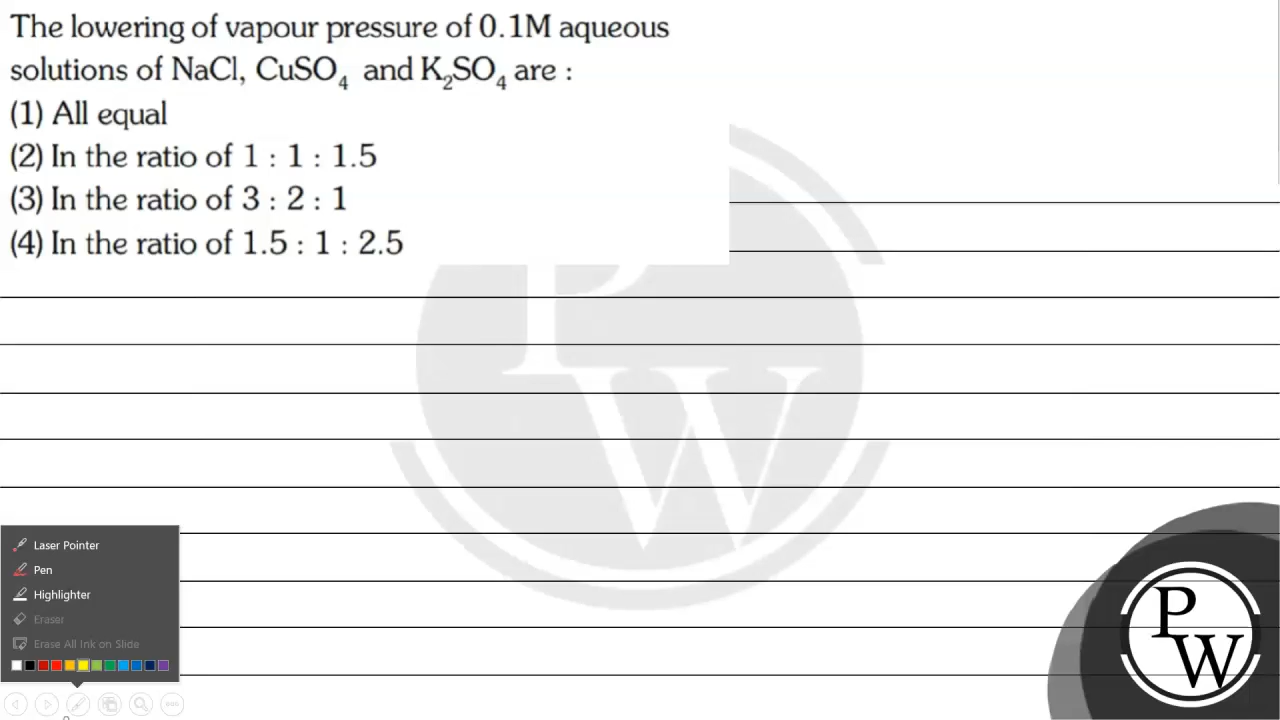 The lowering of vapour pressure of 0.1M aqueous
solutions of NaCl, CuSO₄ and K₂SO₄ are :
(1) All equal
(2) In the ratio of 1 : 1 : 1.5
(3) In the ratio of 3 : 2 : 1
(4) In the ratio of 1.5 : 1 : 2.5
P
W
Laser Pointer
Pen
Highlighter
Eraser
Erase All Ink on Slide
P
W